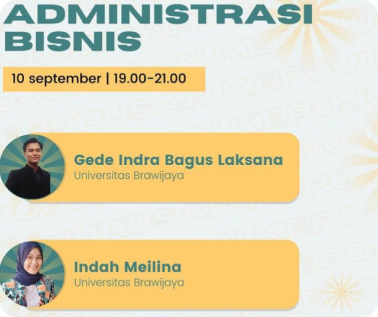 ADMINISTRASI
BISNIS
10 september | 19.00-21.00
Gede Indra Bagus Laksana
Universitas Brawijaya
Indah Meilina
Universitas Brawijaya